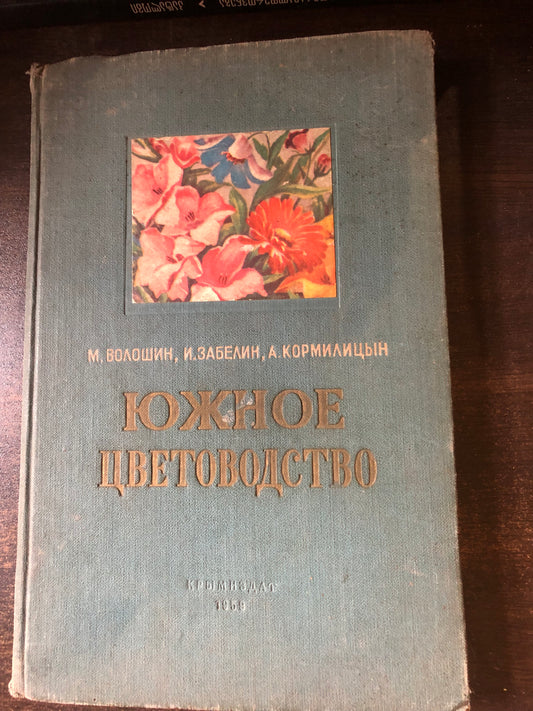 М. ВОЛОШИН, И. ЗАБЕЛИН, А. КОРМИЛИЦЫН
ЮЖНОЕ
ЦВЕТОВОДСТВО
КРЫМИЗДАТ
1959